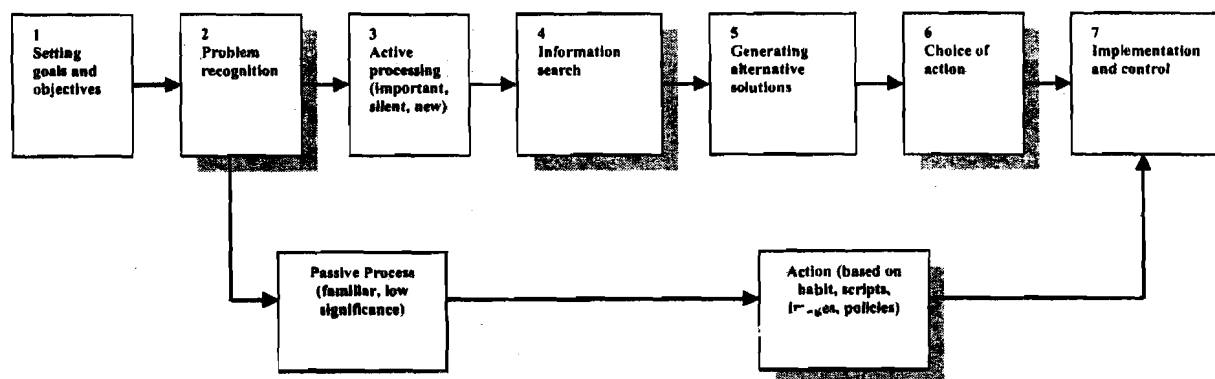 1
Setting
goals and
objectives
2
Problem
recognition
3
Active
processing
(important,
silent, new)
4
Information
search
5
Generating
alternative
solutions
6
Choice of
action
7
Implementation
and control
Passive Process
(familiar, low
significance)
Action (based on
habit, scripts,
policies)